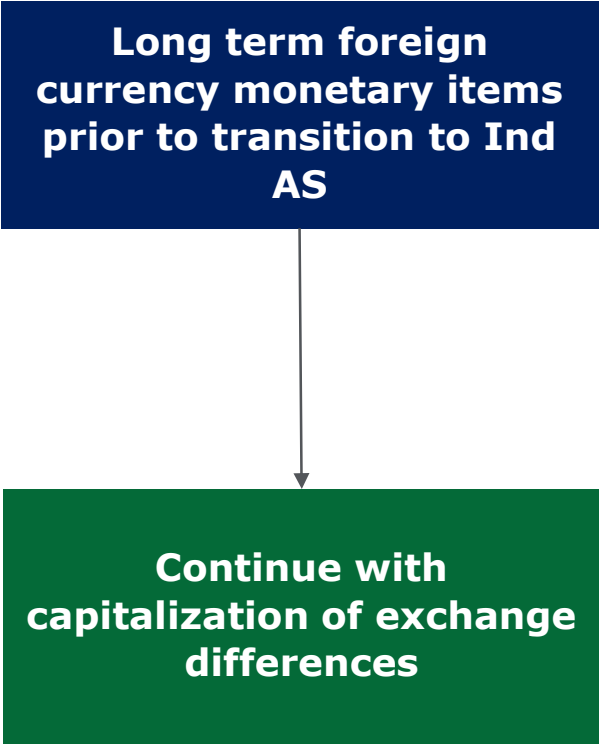 Long term foreign
currency monetary items
prior to transition to Ind
AS
Continue with
capitalization of exchange
differences